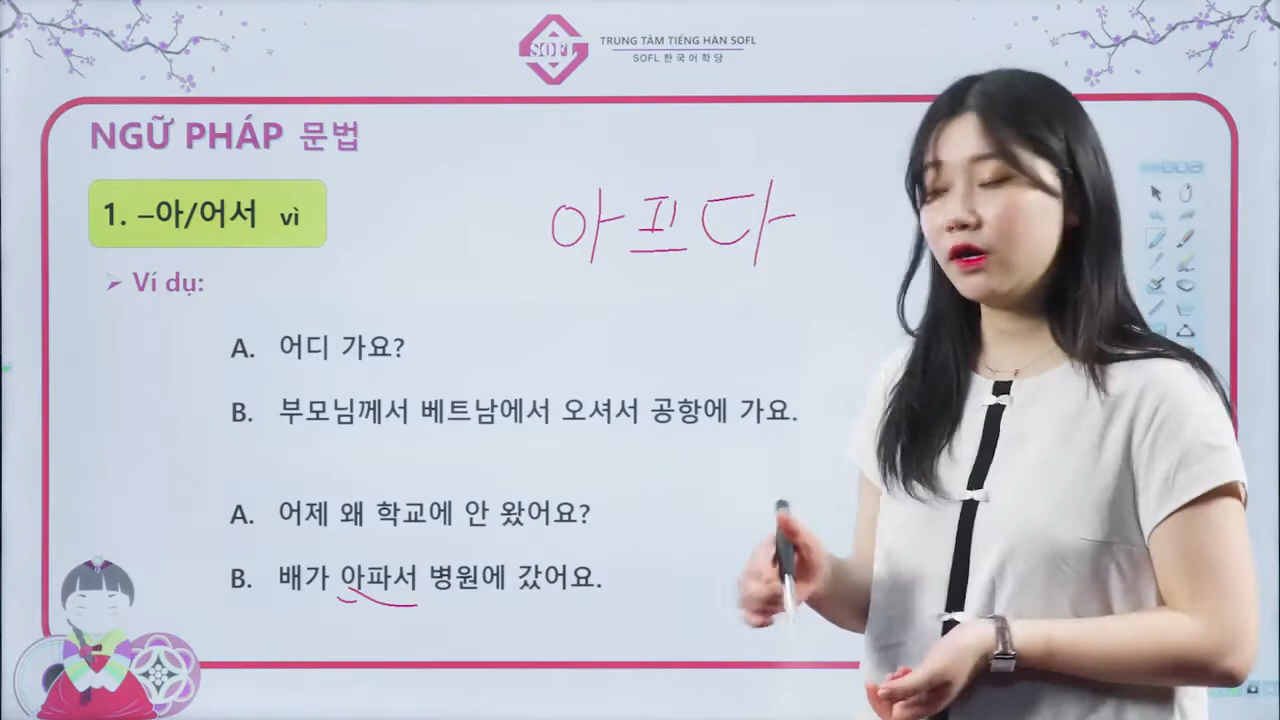 SOFL
TRUNG TÂM TIẾNG HÀN SOFL
SOFL 한국어학당
NGỮ PHÁP 문법
1. –아/어서 vì
아프다
Ví dụ:
A. 어디 가요?
B. 부모님께서 베트남에서 오셔서 공항에 가요.
A. 어제 왜 학교에 안 왔어요?
B. 배가 아파서 병원에 갔어요.